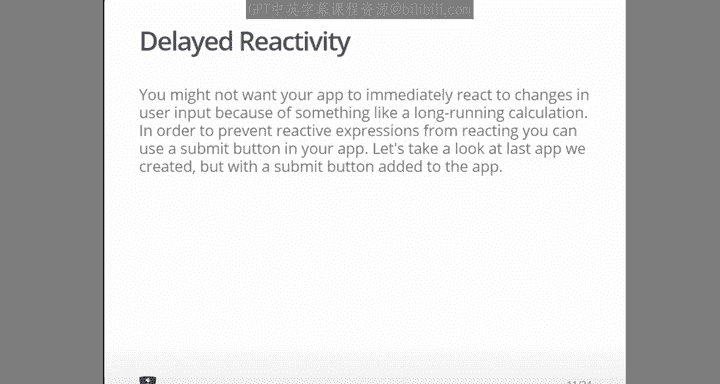 GPT中英字幕课程资源@bilibili.com
Delayed Reactivity
You might not want your app to immediately react to changes in
user input because of something like a long-running calculation.
In order to prevent reactive expressions from reacting you can
use a submit button in your app. Let's take a look at last app we
created, but with a submit button added to the app.